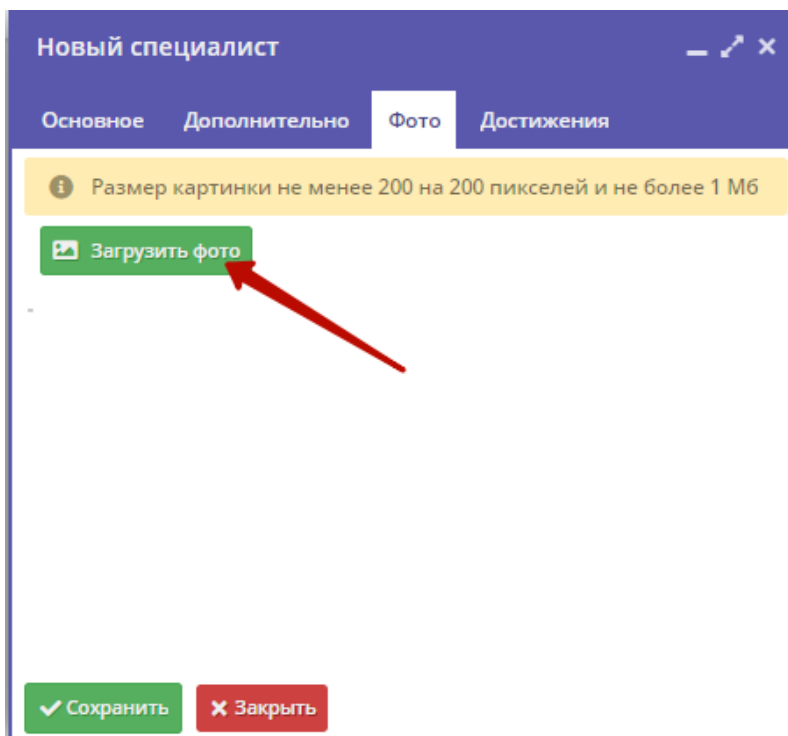 Новый специалист
Основное Дополнительно Фото Достижения
Размер картинки не менее 200 на 200 пикселей и не более 1 Мб
Загрузить фото
Сохранить Закрыть